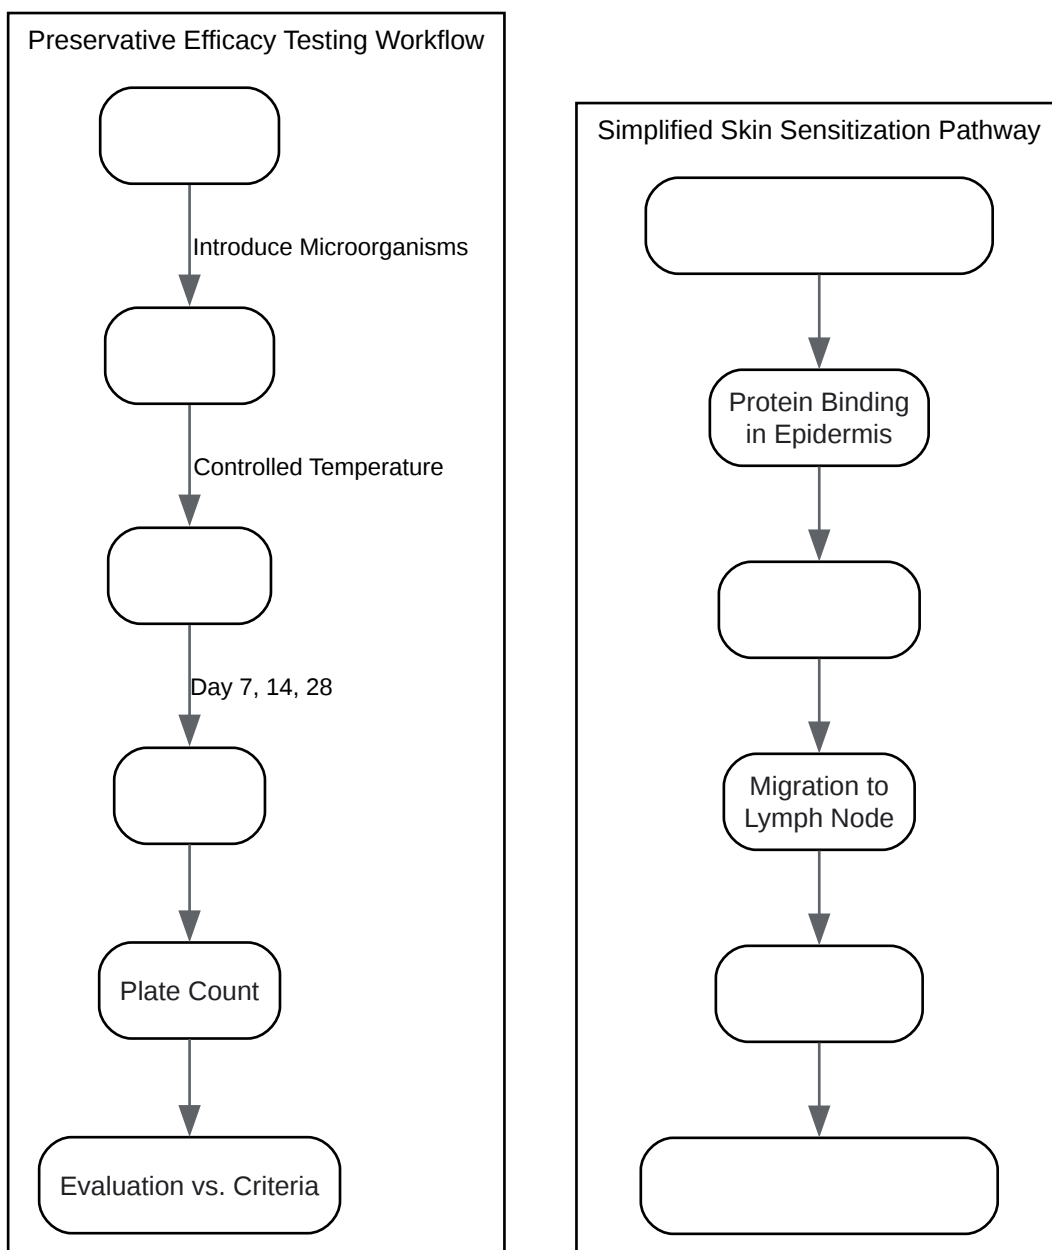 Preservative Efficacy Testing Workflow
Introduce Microorganisms
Controlled Temperature
Day 7, 14, 28
Plate Count
Evaluation vs. Criteria
Simplified Skin Sensitization Pathway
Protein Binding
in Epidermis
Migration to
Lymph Node